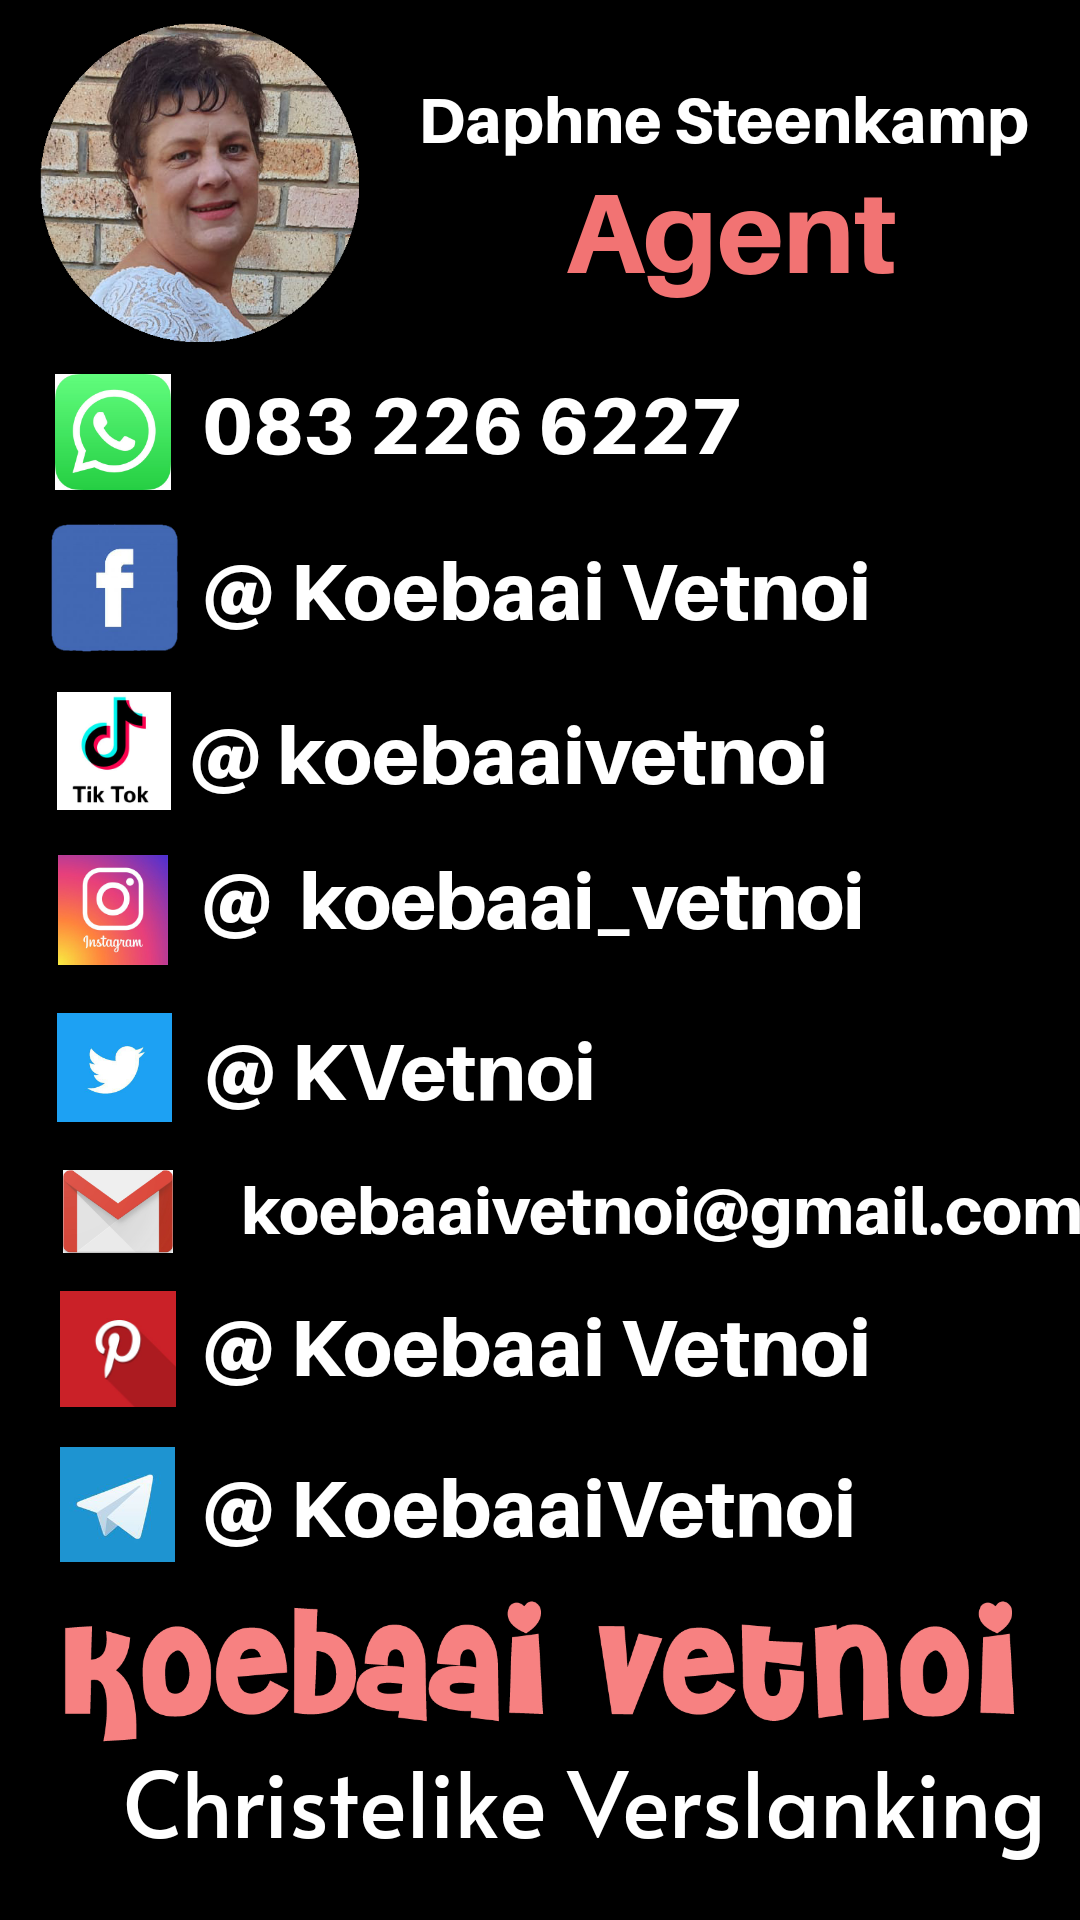 Daphne Steenkamp
Agent
083 226 6227
@ Koebaai Vetnoi
Tik Tok
@ koebaaivetnoi
Instagram
@ koebaai_vetnoi
@ KVetnoi
koebaaivetnoi@gmail.com
@ Koebaai Vetnoi
@ KoebaaiVetnoi
Koebaai vetnoi
Christelike Verslanking